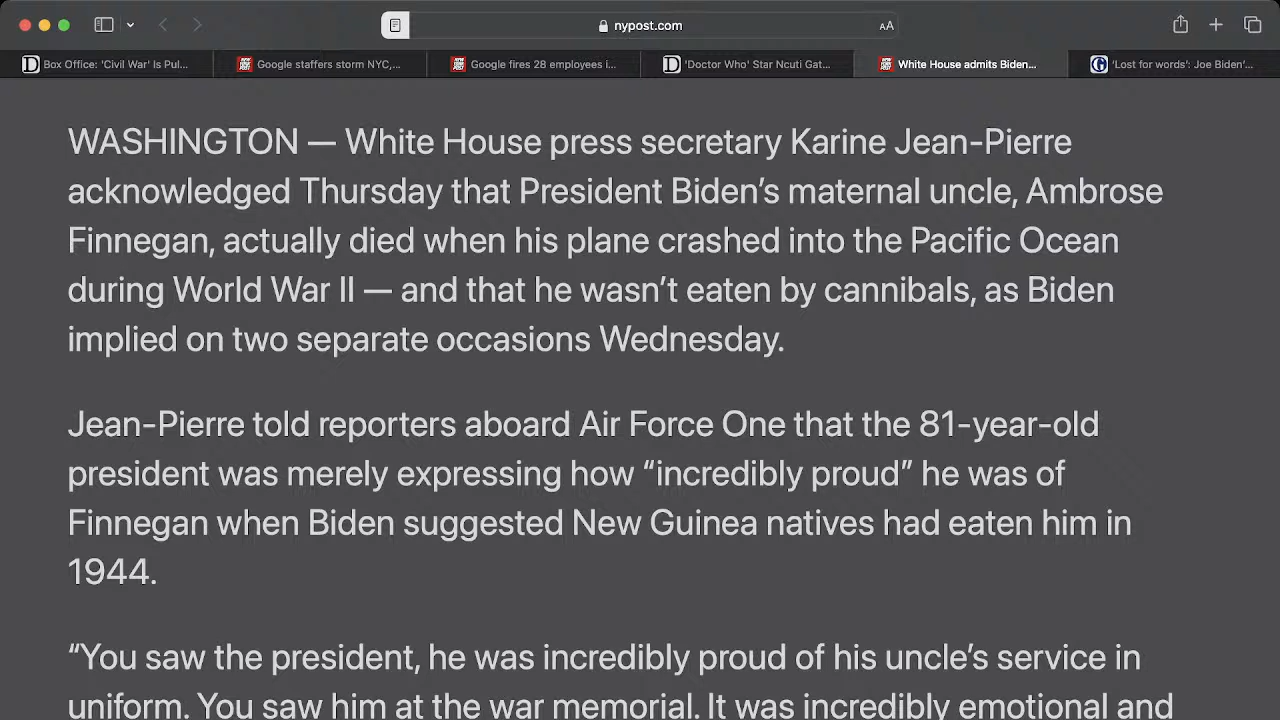 nypost.com
AA
Box Office: 'Civil War' Is Pul...
Google staffers storm NYC,...
Google fires 28 employees i...
'Doctor Who' Star Ncuti Gat...
White House admits Biden...
'Lost for words': Joe Biden'...
WASHINGTON — White House press secretary Karine Jean-Pierre
acknowledged Thursday that President Biden’s maternal uncle, Ambrose
Finnegan, actually died when his plane crashed into the Pacific Ocean
during World War II — and that he wasn’t eaten by cannibals, as Biden
implied on two separate occasions Wednesday.
Jean-Pierre told reporters aboard Air Force One that the 81-year-old
president was merely expressing how “incredibly proud” he was of
Finnegan when Biden suggested New Guinea natives had eaten him in
1944.
“You saw the president, he was incredibly proud of his uncle’s service in
uniform. You saw him at the war memorial. It was incredibly emotional and